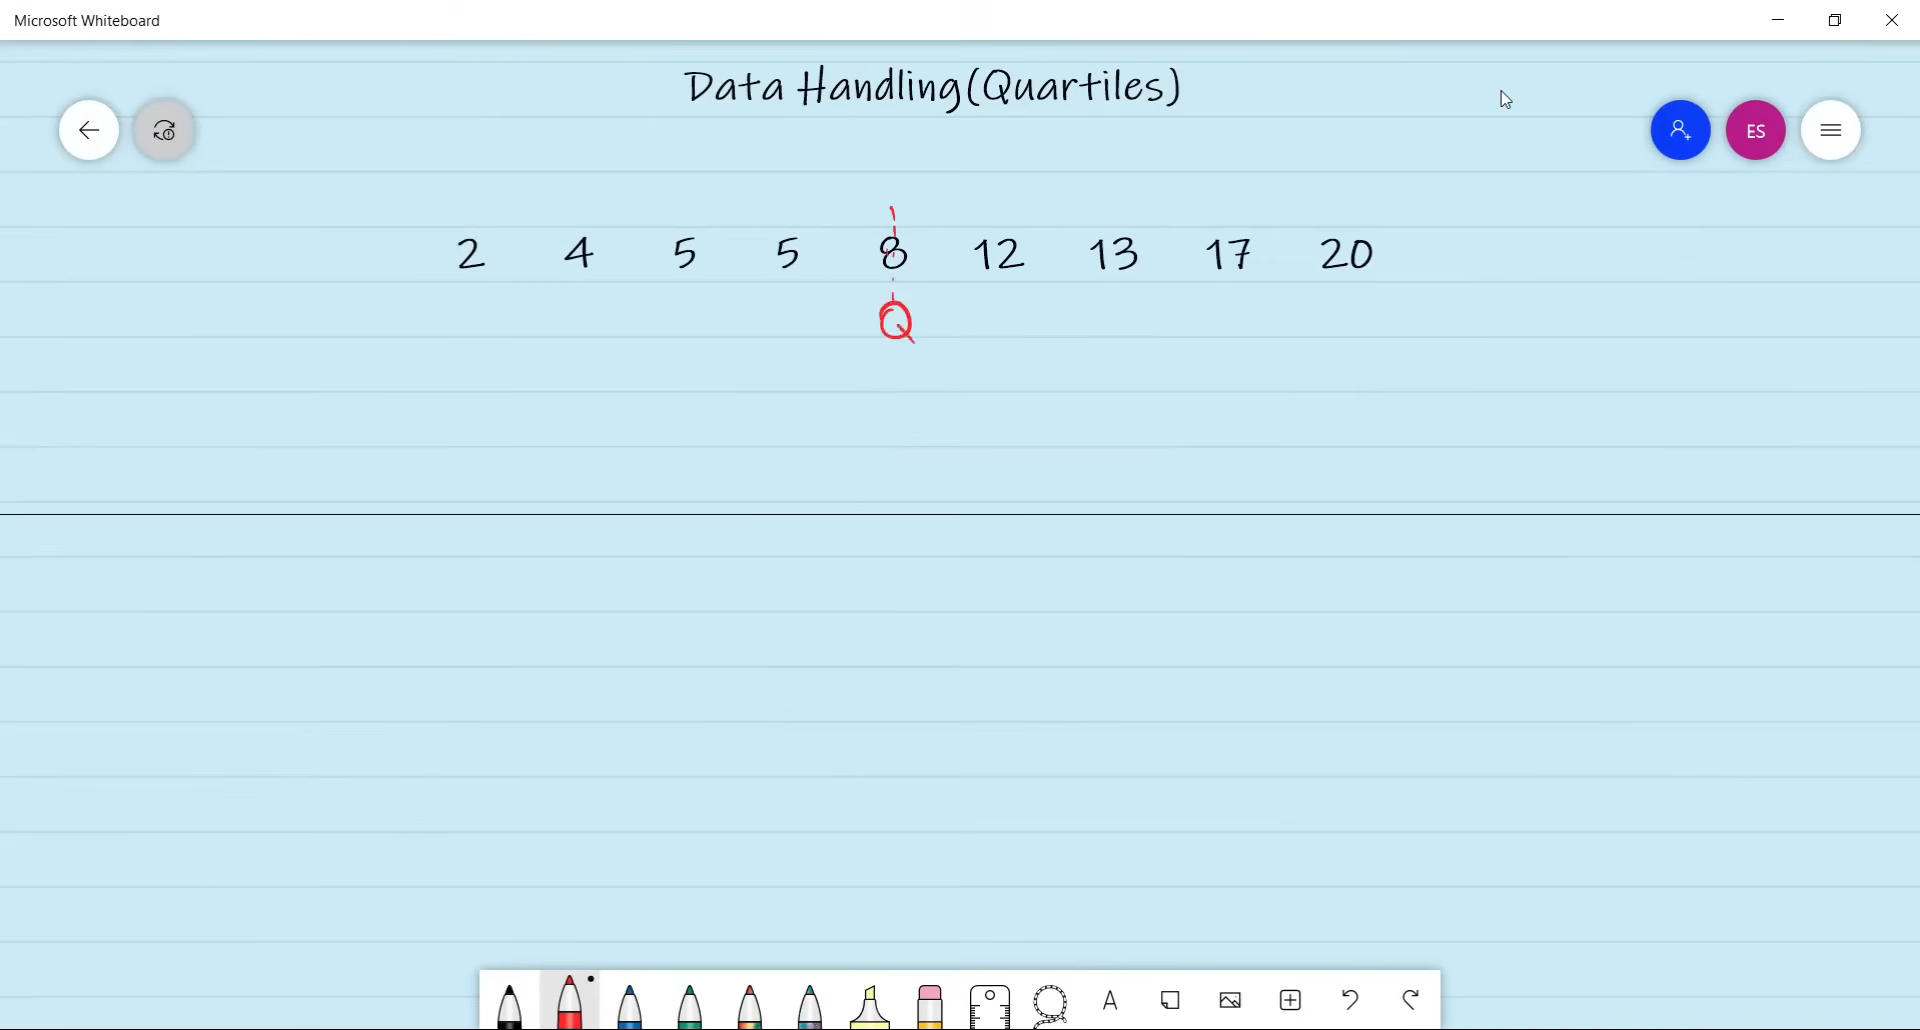 Microsoft Whiteboard
Data Handling(Quartiles)
ES
2 4 5 5 8 12 13 17 20
Q
A